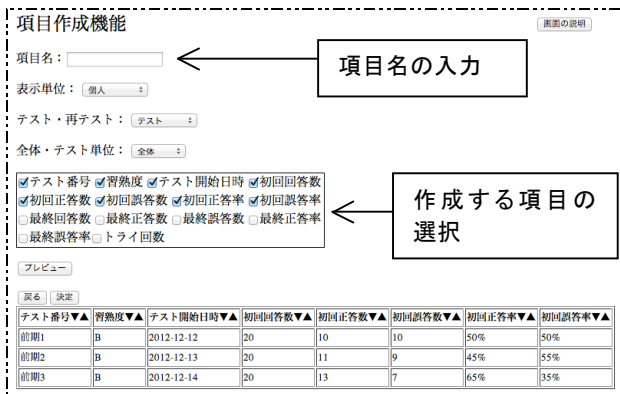 項目作成機能
画面の説明
項目名：
項目名の入力
表示単位： 個人
テスト・再テスト： テスト
全体・テスト単位： 全体
テスト番号 習熟度 テスト開始日時 初回回答数
初回正答数 初回誤答数 初回正答率 初回誤答率
最終回答数 最終正答数 最終誤答数 最終正答率
最終誤答率 トライ回数
作成する項目の
選択
プレビュー
戻る 決定
テスト番号▼▲ 習熟度▼▲ テスト開始日時▼▲ 初回回答数▼▲ 初回正答数▼▲ 初回誤答数▼▲ 初回正答率▼▲ 初回誤答率▼▲
前期1 B 2012-12-12 20 10 10 50% 50%
前期2 B 2012-12-13 20 11 9 45% 55%
前期3 B 2012-12-14 20 13 7 65% 35%